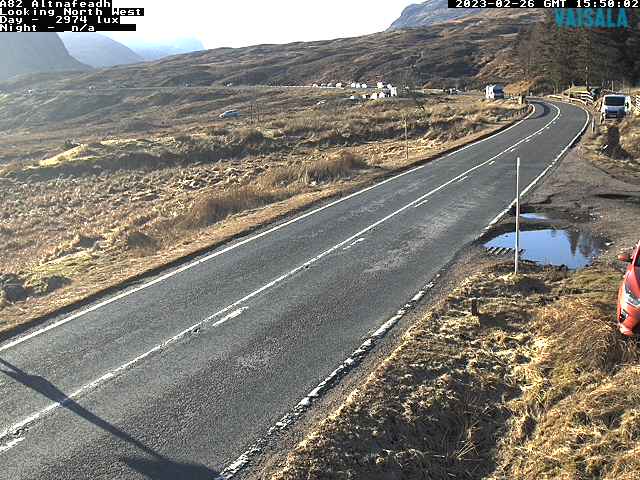 A82 Altnafeadh
2023-02-26 GMT 15:50:02
Looking North West
VAISALA
Day - 2974 lux
Night - n/a